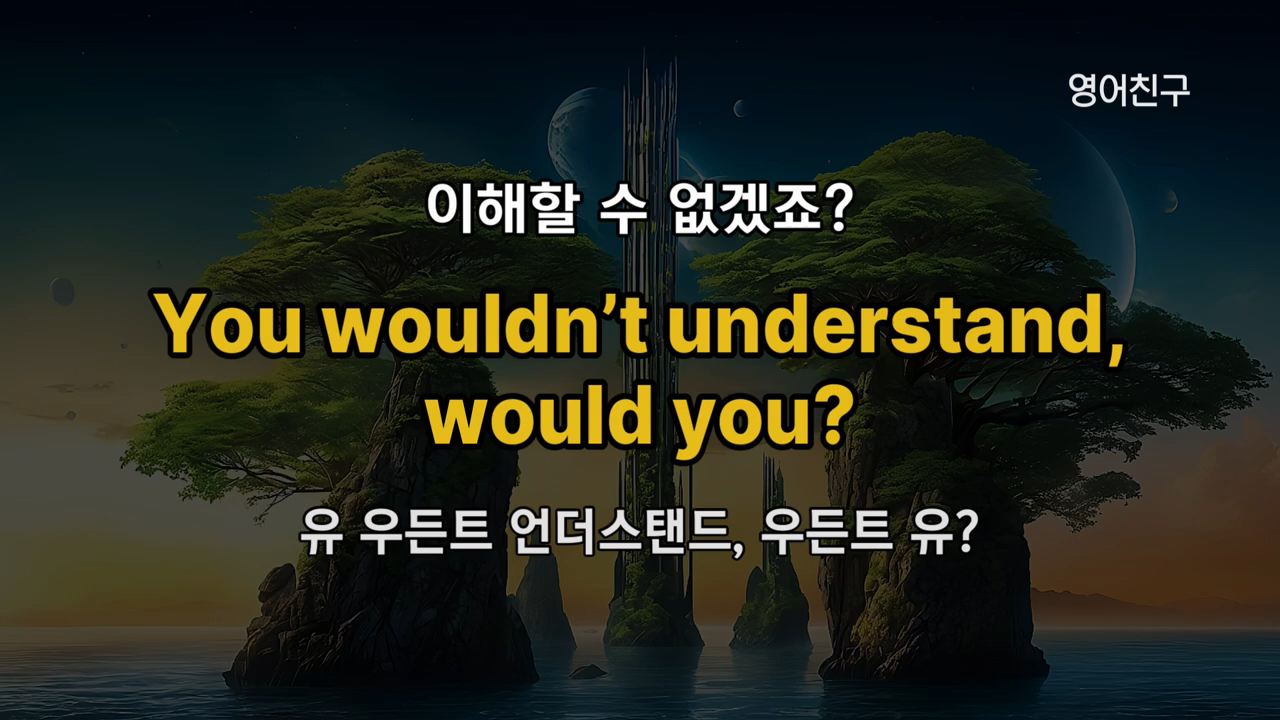 영어친구
이해할 수 없겠죠?
You wouldn’t understand,
would you?
유 우든트 언더스탠드, 우든트 유?